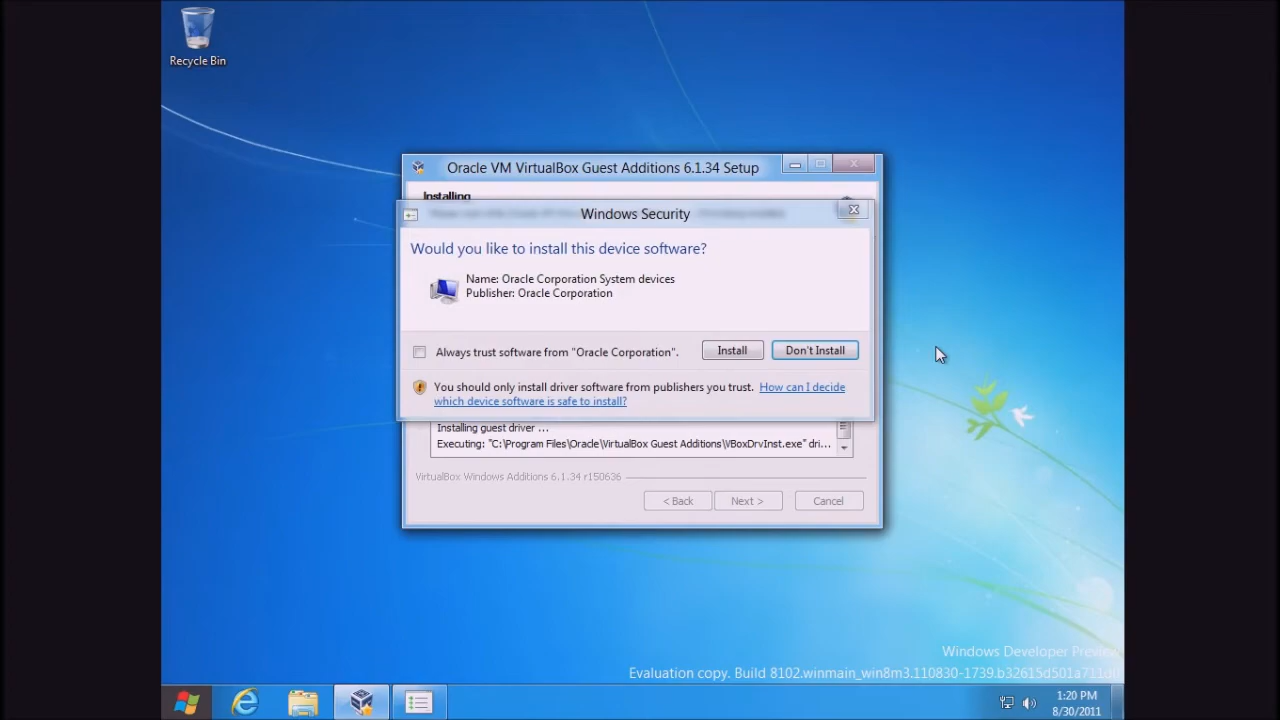 Recycle Bin
Oracle VM VirtualBox Guest Additions 6.1.34 Setup
Installing
Windows Security
Would you like to install this device software?
Name: Oracle Corporation System devices
Publisher: Oracle Corporation
Always trust software from "Oracle Corporation".
Install
Don't Install
You should only install driver software from publishers you trust. How can I decide
which device software is safe to install?
Installing guest driver ...
Executing: "C:\Program Files\Oracle\VirtualBox Guest Additions\VBoxDrvInst.exe" dri...
VirtualBox Windows Additions 6.1.34 r150636
< Back
Next >
Cancel
Windows Developer Preview
Evaluation copy. Build 8102.winmain_win8m3.110830-1739.b32615d501a711d0
1:20 PM
8/30/2011